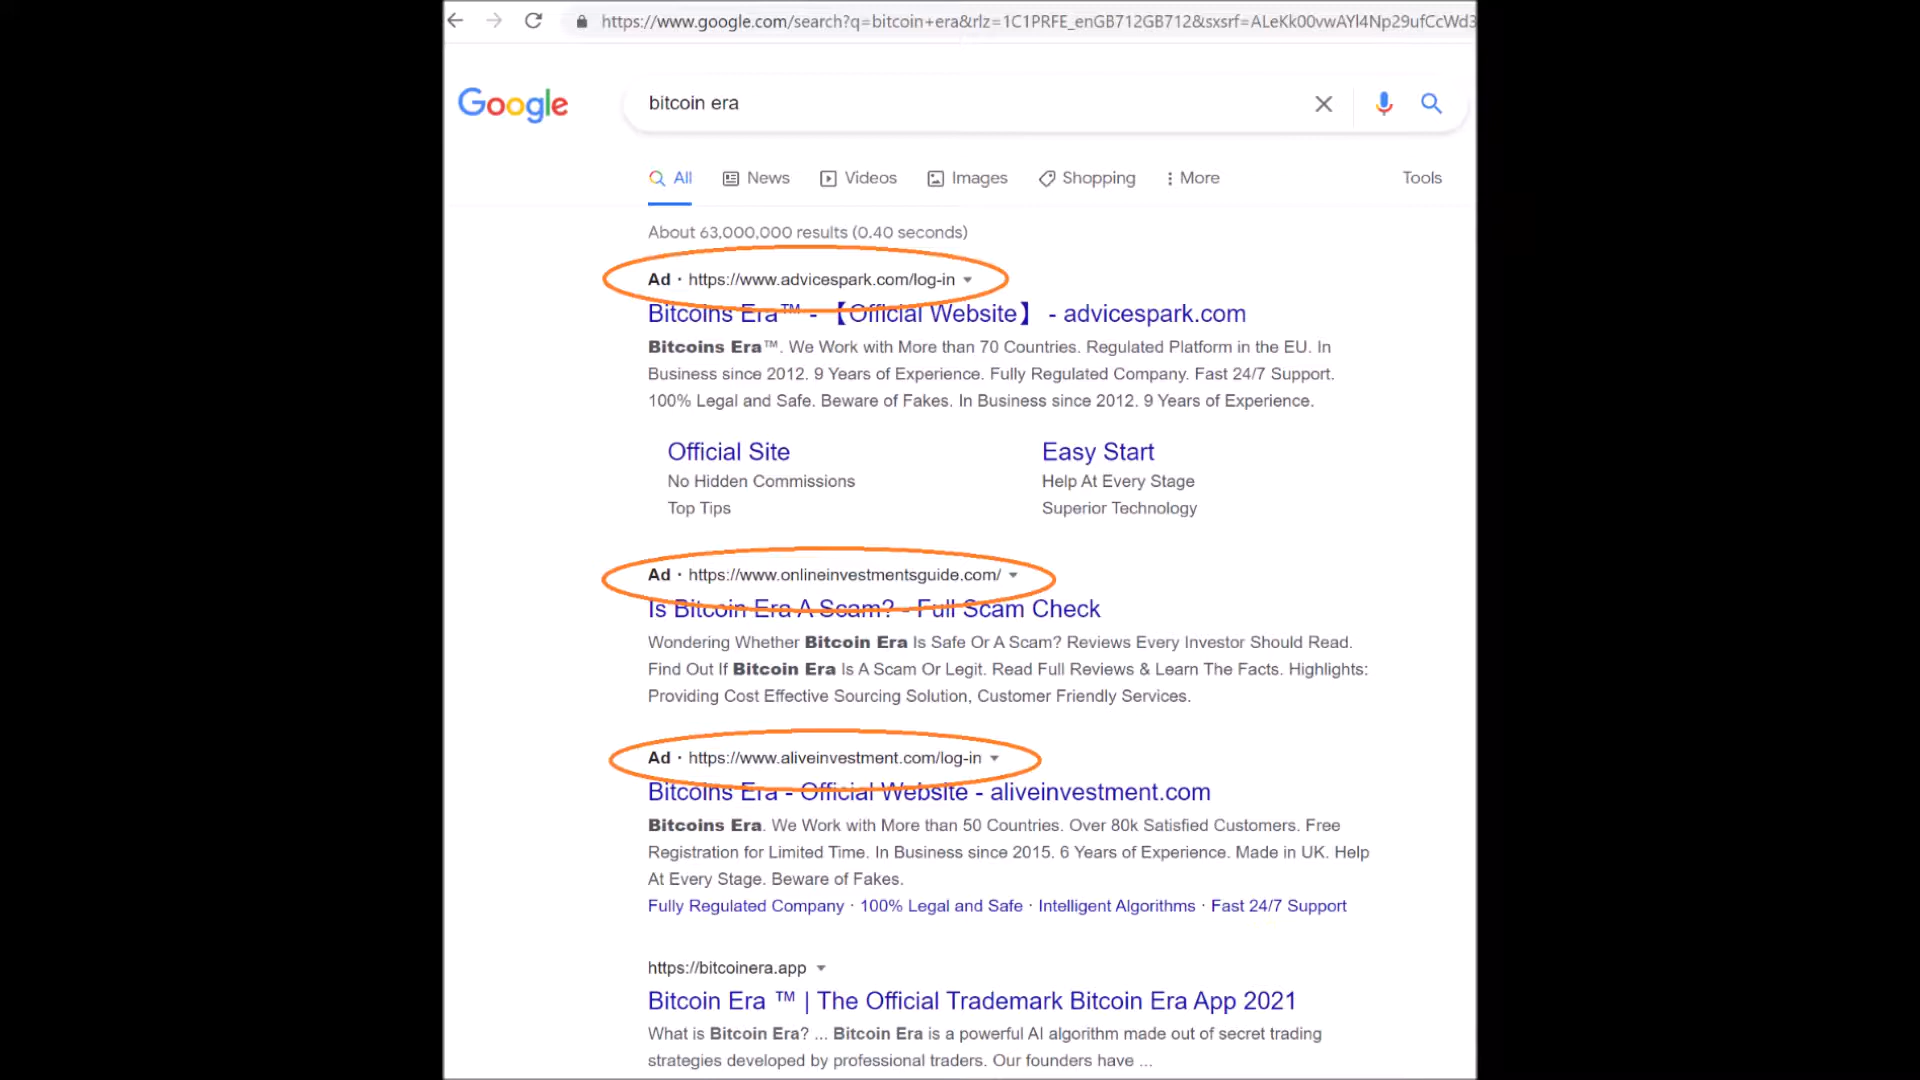 https://www.google.com/search?q=bitcoin+era&rlz=1C1PRFE_enGB712GB712&sxsrf=ALeKk00vwAYl4Np29ufCcWd3
Google
bitcoin era
All News Videos Images Shopping More Tools
About 63,000,000 results (0.40 seconds)
Ad · https://www.advicespark.com/log-in
Bitcoins Era™ - 【Official Website】 - advicespark.com
Bitcoins Era™. We Work with More than 70 Countries. Regulated Platform in the EU. In
Business since 2012. 9 Years of Experience. Fully Regulated Company. Fast 24/7 Support.
100% Legal and Safe. Beware of Fakes. In Business since 2012. 9 Years of Experience.
Official Site
No Hidden Commissions
Top Tips
Easy Start
Help At Every Stage
Superior Technology
Ad · https://www.onlineinvestmentsguide.com/
Is Bitcoin Era A Scam? - Full Scam Check
Wondering Whether Bitcoin Era Is Safe Or A Scam? Reviews Every Investor Should Read.
Find Out If Bitcoin Era Is A Scam Or Legit. Read Full Reviews & Learn The Facts. Highlights:
Providing Cost Effective Sourcing Solution, Customer Friendly Services.
Ad · https://www.aliveinvestment.com/log-in
Bitcoins Era - Official Website - aliveinvestment.com
Bitcoins Era. We Work with More than 50 Countries. Over 80k Satisfied Customers. Free
Registration for Limited Time. In Business since 2015. 6 Years of Experience. Made in UK. Help
At Every Stage. Beware of Fakes.
Fully Regulated Company · 100% Legal and Safe · Intelligent Algorithms · Fast 24/7 Support
https://bitcoinera.app
Bitcoin Era ™ | The Official Trademark Bitcoin Era App 2021
What is Bitcoin Era? ... Bitcoin Era is a powerful AI algorithm made out of secret trading
strategies developed by professional traders. Our founders have ...